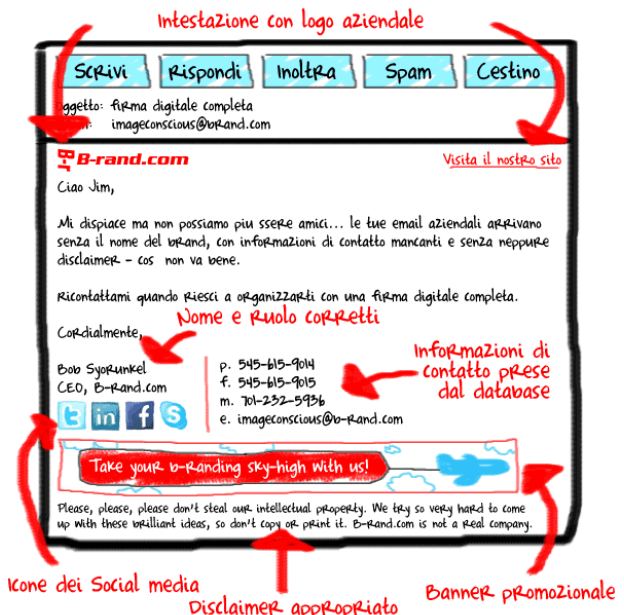 Intestazione con logo aziendale
Scrivi Rispondi Inoltra Spam Cestino
oggetto: firma digitale completa
imageconscious@brand.com
B-rand.com Visita il nostro sito
Ciao Jim,
Mi dispiace ma non possiamo piu ssere amici... le tue email aziendali arrivano
senza il nome del brand, con informazioni di contatto mancanti e senza neppure
disclaimer - cos non va bene.
Ricontattami quando riesci a organizzarti con una firma digitale completa.
Nome e ruolo corretti
Cordialmente,
Informazioni di
contatto prese
dal database
Bob Syorunkel
CEO, B-rand.com
p. 545-615-9014
f. 545-615-9015
m. 701-232-5936
e. imageconscious@b-rand.com
Take your b-randing sky-high with us!
Please, please, please don't steal our intellectual property. We try so very hard to come
up with these brilliant ideas, so don't copy or print it. B-Rand.com is not a real company.
Icone dei Social media
Disclaimer appropriato
Banner promozionale